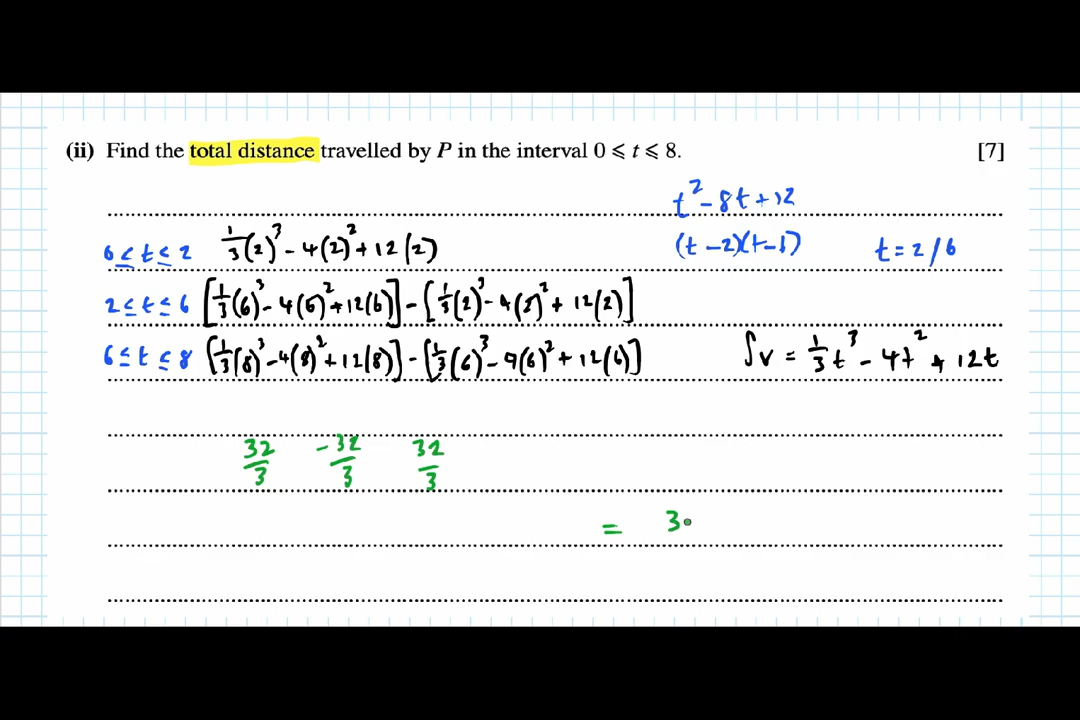 (ii) Find the total distance travelled by P in the interval 0 ⩽ t ⩽ 8. [7]
t² - 8t + 12
6 ≤ t ≤ 2 1/3(2)³ - 4(2)² + 12(2) (t - 2)(t - 1) t = 2/6
2 ≤ t ≤ 6 [1/3(6)³ - 4(6)² + 12(6)] - [1/3(2)³ - 4(2)² + 12(2)]
6 ≤ t ≤ 8 [1/3(8)³ - 4(8)² + 12(8)] - [1/3(6)³ - 9(6)² + 12(6)] ∫v = 1/3 t³ - 4t² + 12t
32/3 -32/3 32/3
= 3